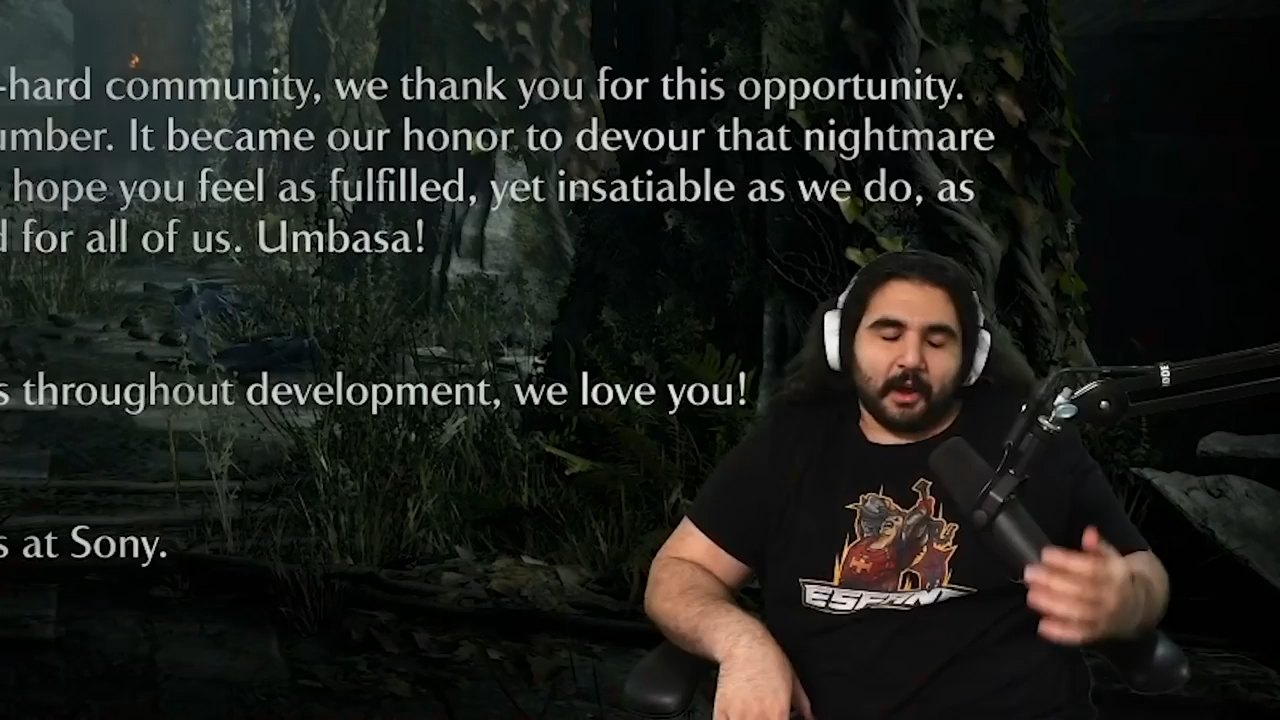 -hard community, we thank you for this opportunity.
umber. It became our honor to devour that nightmare
hope you feel as fulfilled, yet insatiable as we do, as
d for all of us. Umbasa!
s throughout development, we love you!
s at Sony.